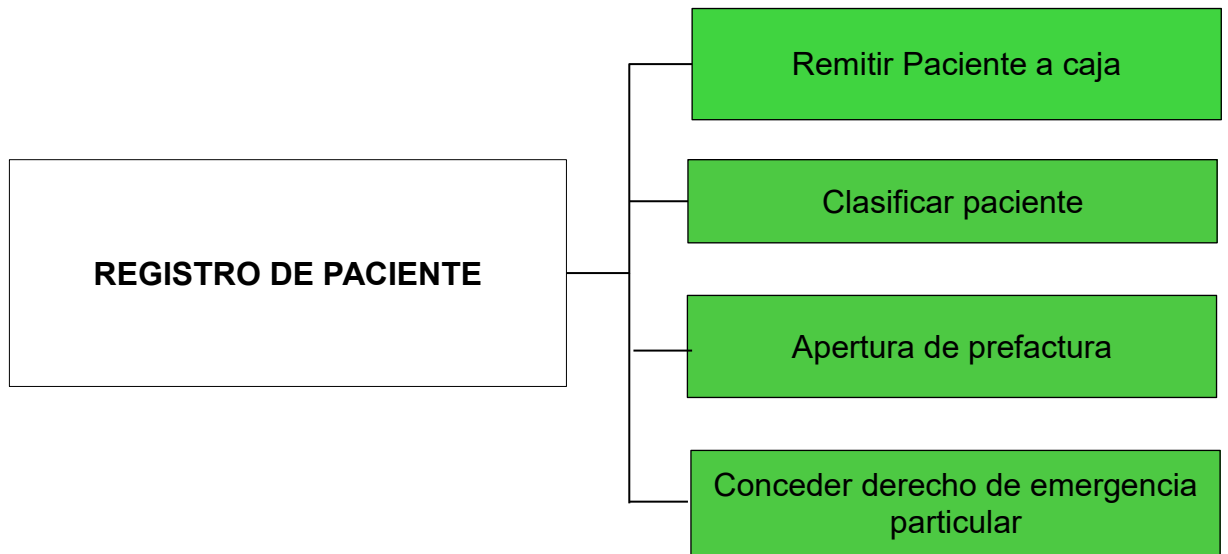 REGISTRO DE PACIENTE
Remitir Paciente a caja
Clasificar paciente
Apertura de prefactura
Conceder derecho de emergencia
particular